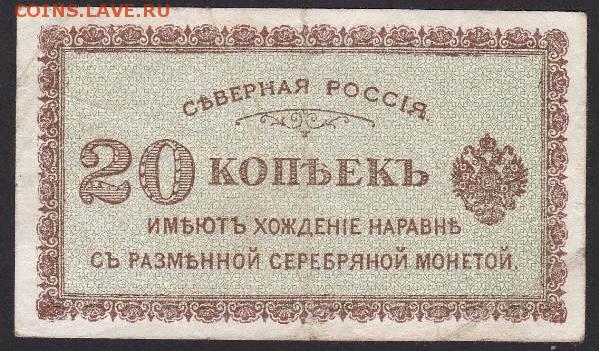 COINS.LAVE.RU
СѢВЕРНАЯ РОССІЯ
20 КОПѢЕКЪ
ИМѢЮТЪ ХОЖДЕНІЕ НАРАВНѢ
СЪ РАЗМѢННОЙ СЕРЕБРЯНОЙ МОНЕТОЙ.